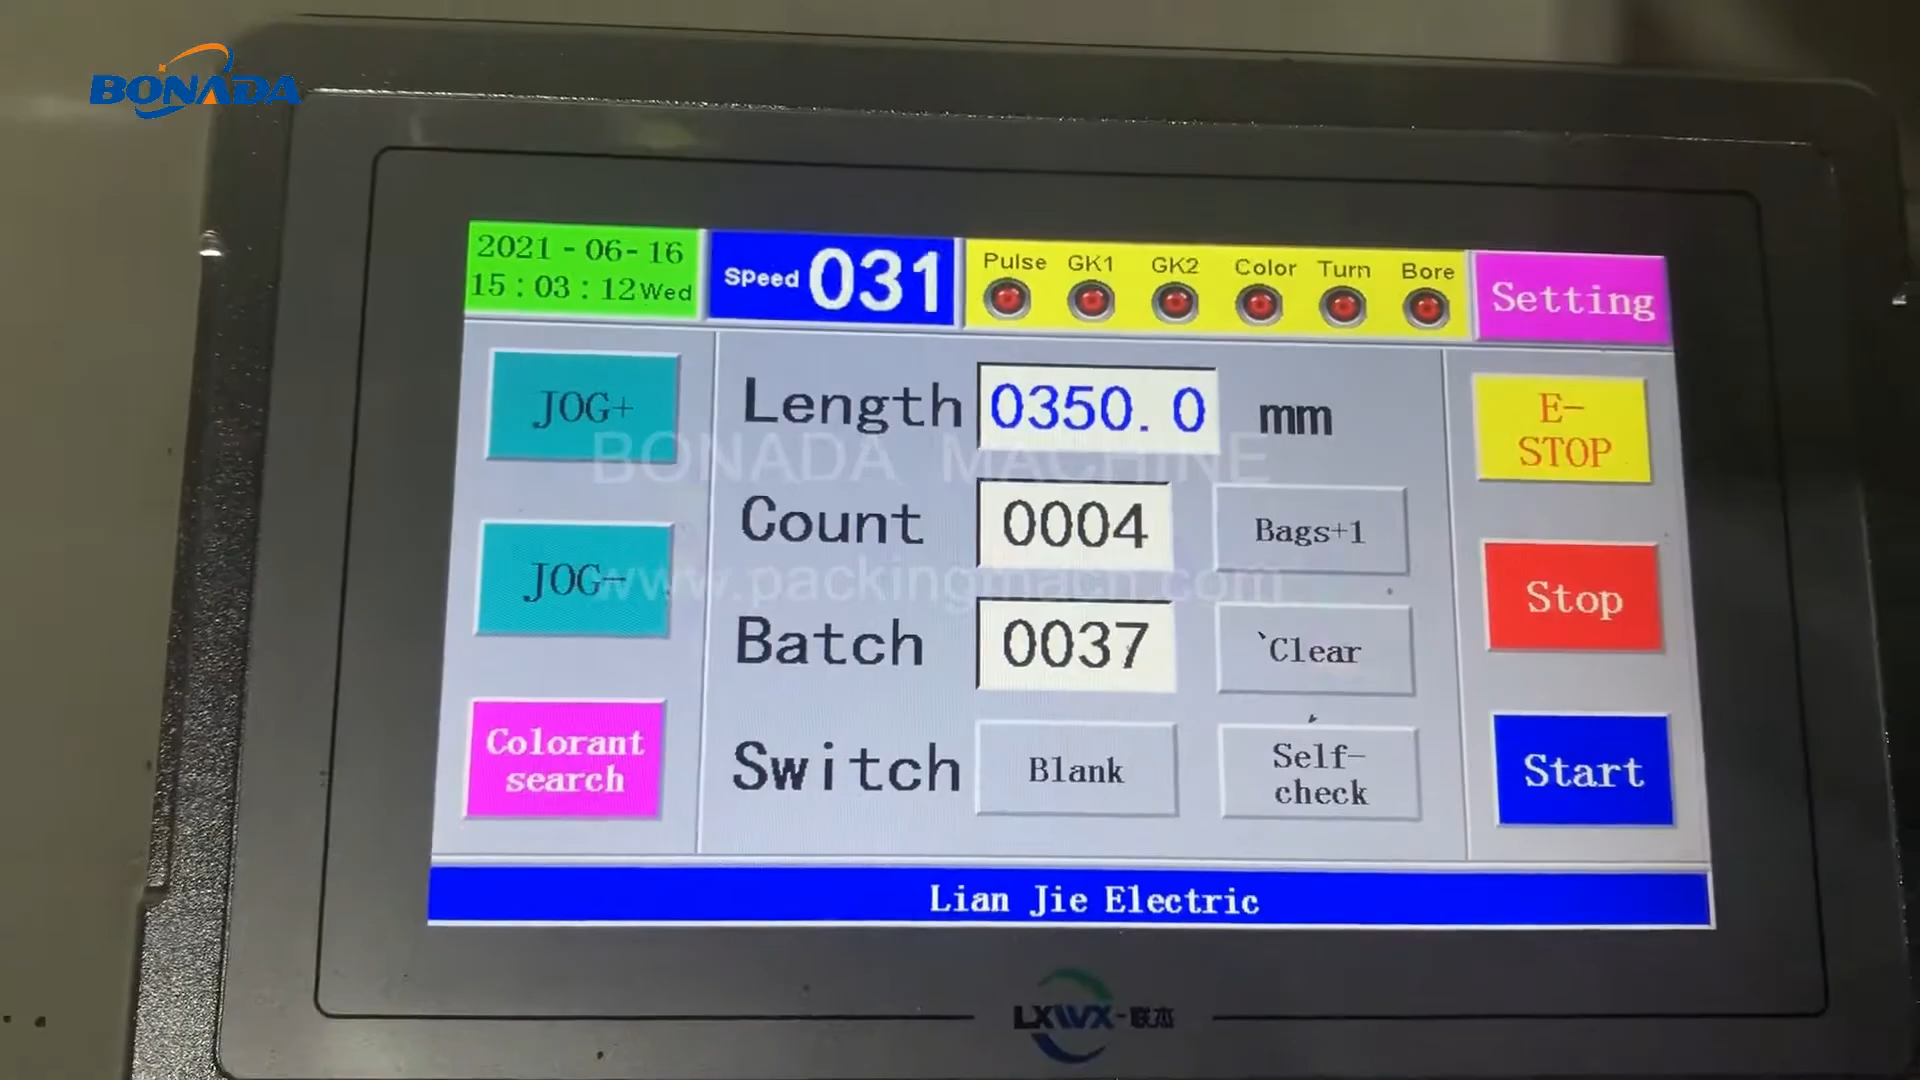 BONADA
2021-06-16
15:03:12Wed
Speed 031
Pulse GK1 GK2 Color Turn Bore
Setting
JOG+
Length 0350.0 mm
E-
STOP
BONADA MACHINE
Count 0004 Bags+1
JOG-
www.packingmach.com
Stop
Batch 0037 `Clear
Colorant
search
Switch Blank
Self-
check
Start
Lian Jie Electric
LXWX-联杰